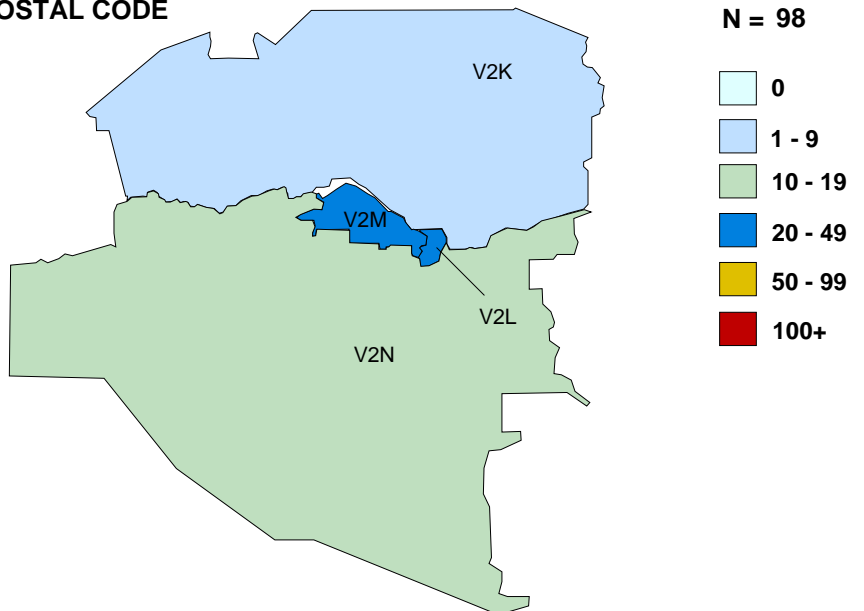 OSTAL CODE
N = 98
V2K
0
1 - 9
10 - 19
V2M
20 - 49
50 - 99
V2L
100+
V2N